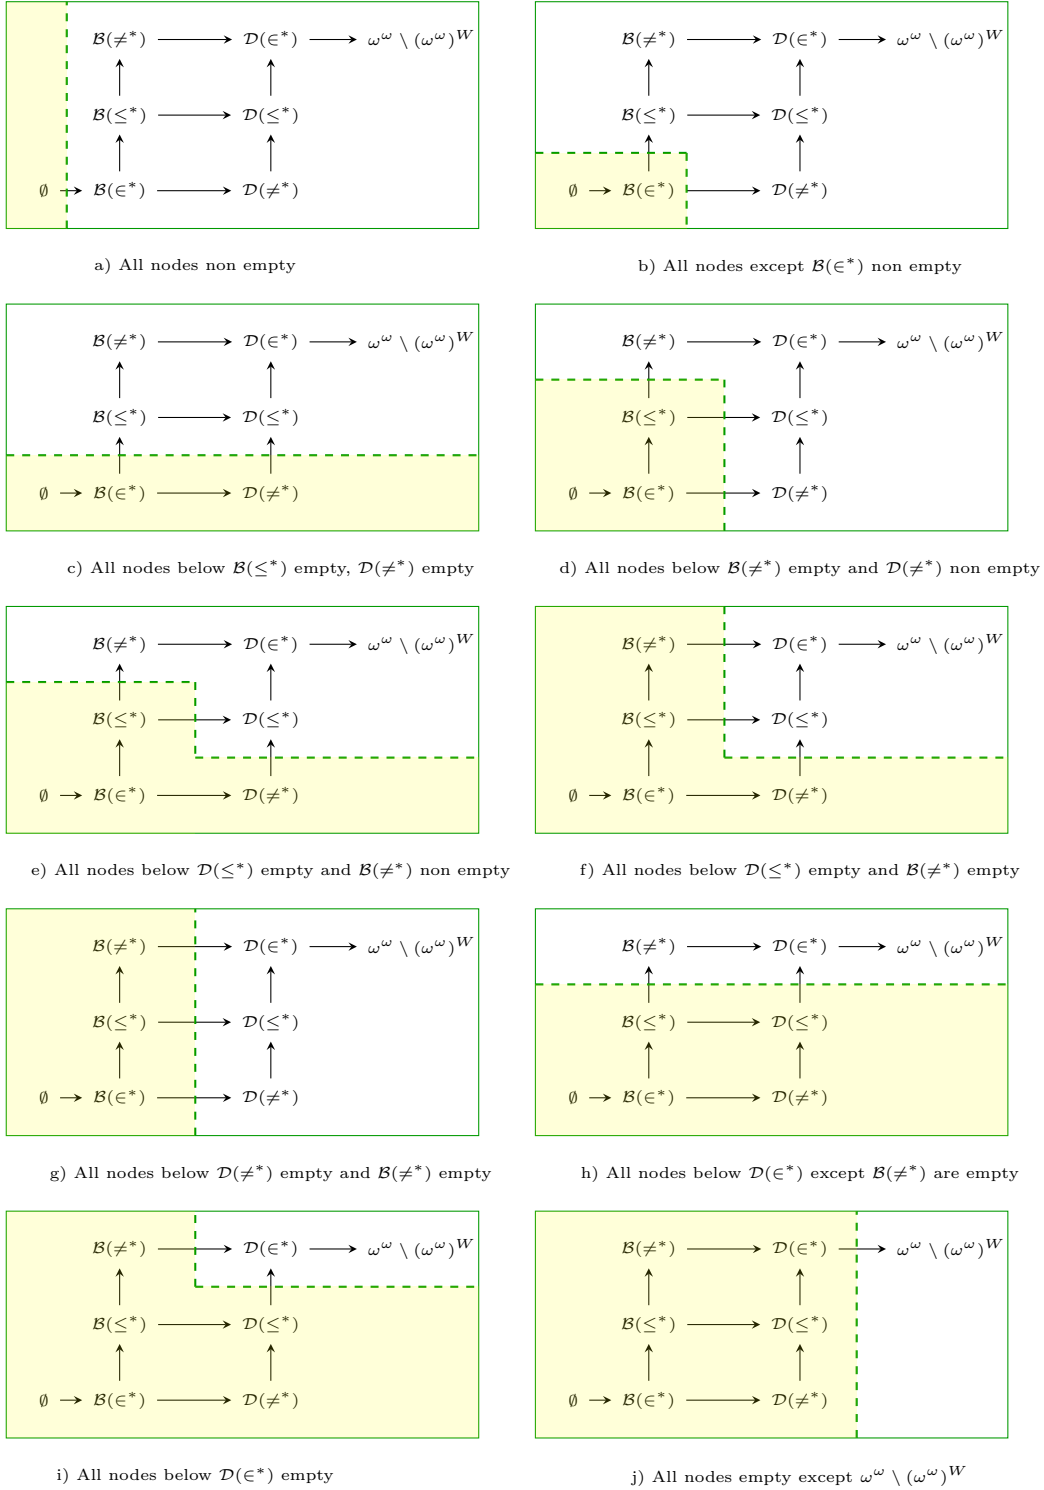 𝓑(≠*) 𝓓(∈*) ω^ω \ (ω^ω)^W 𝓑(≠*) 𝓓(∈*) ω^ω \ (ω^ω)^W
𝓑(≤*) 𝓓(≤*) 𝓑(≤*) 𝓓(≤*)
∅ 𝓑(∈*) 𝓓(≠*) ∅ 𝓑(∈*) 𝓓(≠*)
a) All nodes non empty b) All nodes except 𝓑(∈*) non empty
𝓑(≠*) 𝓓(∈*) ω^ω \ (ω^ω)^W 𝓑(≠*) 𝓓(∈*) ω^ω \ (ω^ω)^W
𝓑(≤*) 𝓓(≤*) 𝓑(≤*) 𝓓(≤*)
∅ 𝓑(∈*) 𝓓(≠*) ∅ 𝓑(∈*) 𝓓(≠*)
c) All nodes below 𝓑(≤*) empty, 𝓓(≠*) empty d) All nodes below 𝓑(≠*) empty and 𝓓(≠*) non empty
𝓑(≠*) 𝓓(∈*) ω^ω \ (ω^ω)^W 𝓑(≠*) 𝓓(∈*) ω^ω \ (ω^ω)^W
𝓑(≤*) 𝓓(≤*) 𝓑(≤*) 𝓓(≤*)
∅ 𝓑(∈*) 𝓓(≠*) ∅ 𝓑(∈*) 𝓓(≠*)
e) All nodes below 𝓓(≤*) empty and 𝓑(≠*) non empty f) All nodes below 𝓓(≤*) empty and 𝓑(≠*) empty
𝓑(≠*) 𝓓(∈*) ω^ω \ (ω^ω)^W 𝓑(≠*) 𝓓(∈*) ω^ω \ (ω^ω)^W
𝓑(≤*) 𝓓(≤*) 𝓑(≤*) 𝓓(≤*)
∅ 𝓑(∈*) 𝓓(≠*) ∅ 𝓑(∈*) 𝓓(≠*)
g) All nodes below 𝓓(≠*) empty and 𝓑(≠*) empty h) All nodes below 𝓓(∈*) except 𝓑(≠*) are empty
𝓑(≠*) 𝓓(∈*) ω^ω \ (ω^ω)^W 𝓑(≠*) 𝓓(∈*) ω^ω \ (ω^ω)^W
𝓑(≤*) 𝓓(≤*) 𝓑(≤*) 𝓓(≤*)
∅ 𝓑(∈*) 𝓓(≠*) ∅ 𝓑(∈*) 𝓓(≠*)
i) All nodes below 𝓓(∈*) empty j) All nodes empty except ω^ω \ (ω^ω)^W